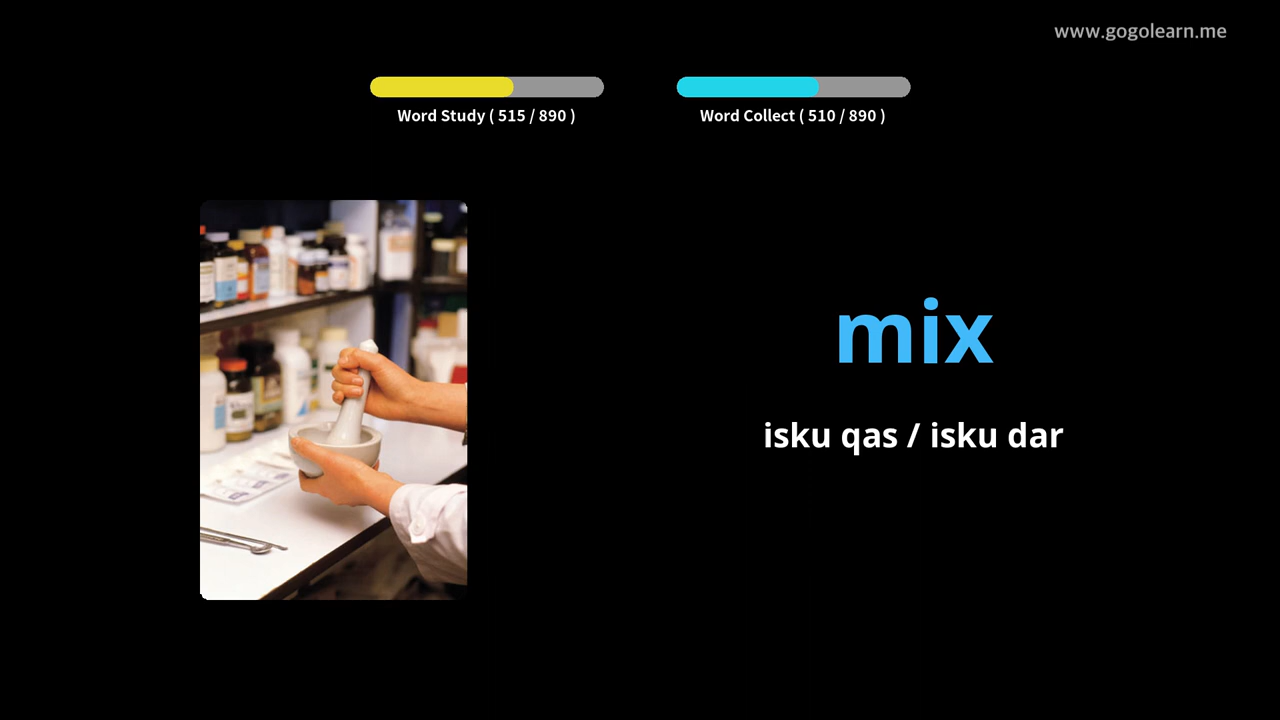 www.gogolearn.me
Word Study ( 515 / 890 )
Word Collect ( 510 / 890 )
mix
isku qas / isku dar